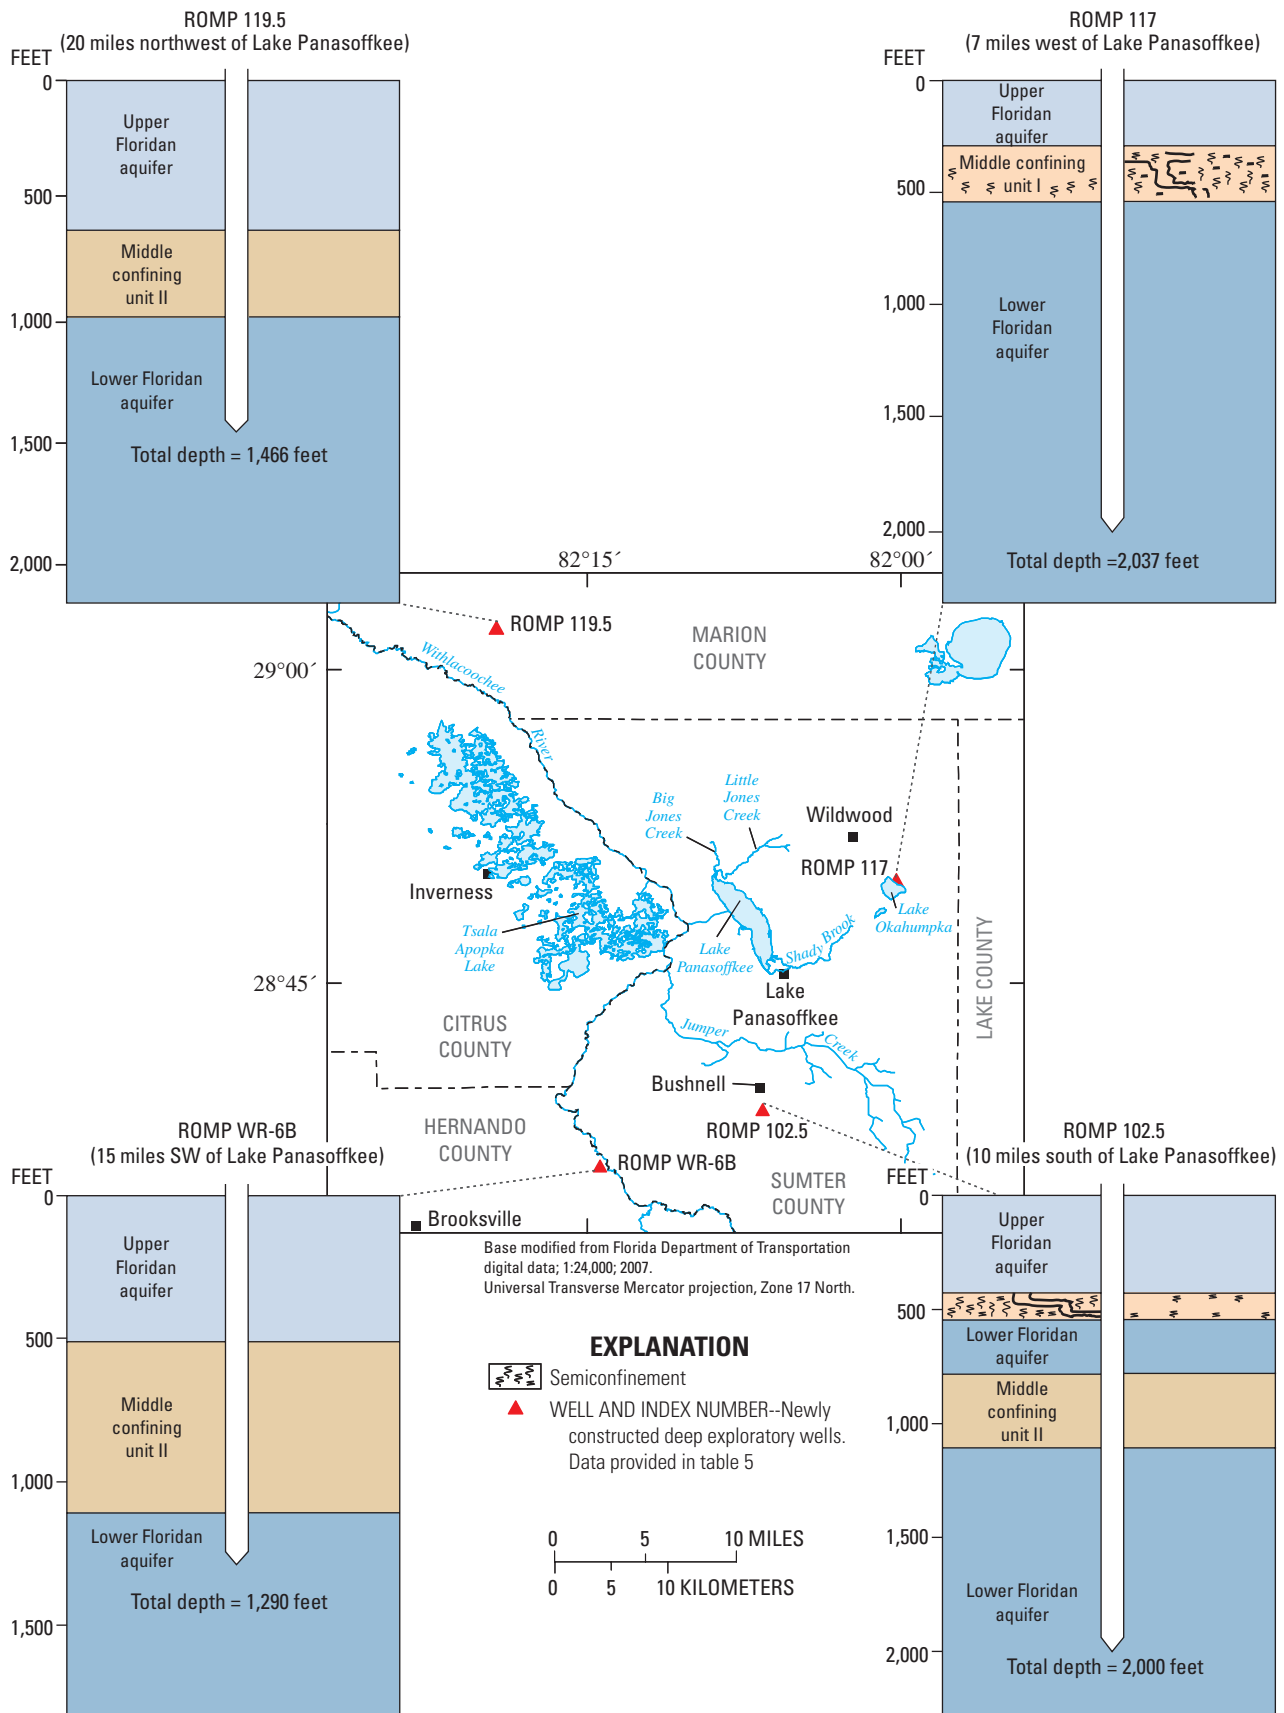 ROMP 119.5
(20 miles northwest of Lake Panasoffkee)
FEET
0
500
1,000
1,500
2,000
Upper
Floridan
aquifer
Middle
confining
unit II
Lower Floridan
aquifer
Total depth = 1,466 feet
ROMP 117
(7 miles west of Lake Panasoffkee)
FEET
0
500
1,000
1,500
2,000
Upper
Floridan
aquifer
Middle confining
unit I
Lower
Floridan
aquifer
Total depth =2,037 feet
82°15´
82°00´
29°00´
28°45´
ROMP 119.5
MARION
COUNTY
Withlacoochee
River
Big
Jones
Creek
Little
Jones
Creek
Wildwood
ROMP 117
Inverness
Tsala
Apopka
Lake
Lake
Panasoffkee
Shady Brook
Lake
Okahumpka
Lake
Panasoffkee
LAKE COUNTY
CITRUS
COUNTY
Jumper
Creek
Bushnell
ROMP 102.5
HERNANDO
COUNTY
ROMP WR-6B
SUMTER
COUNTY
Brooksville
Base modified from Florida Department of Transportation
digital data; 1:24,000; 2007.
Universal Transverse Mercator projection, Zone 17 North.
ROMP WR-6B
(15 miles SW of Lake Panasoffkee)
FEET
0
500
1,000
1,500
Upper
Floridan
aquifer
Middle
confining
unit II
Lower Floridan
aquifer
Total depth = 1,290 feet
EXPLANATION
Semiconfinement
WELL AND INDEX NUMBER--Newly
constructed deep exploratory wells.
Data provided in table 5
0 5 10 MILES
0 5 10 KILOMETERS
ROMP 102.5
(10 miles south of Lake Panasoffkee)
FEET
0
500
1,000
1,500
2,000
Upper
Floridan
aquifer
Lower Floridan
aquifer
Middle
confining
unit II
Lower Floridan
aquifer
Total depth = 2,000 feet